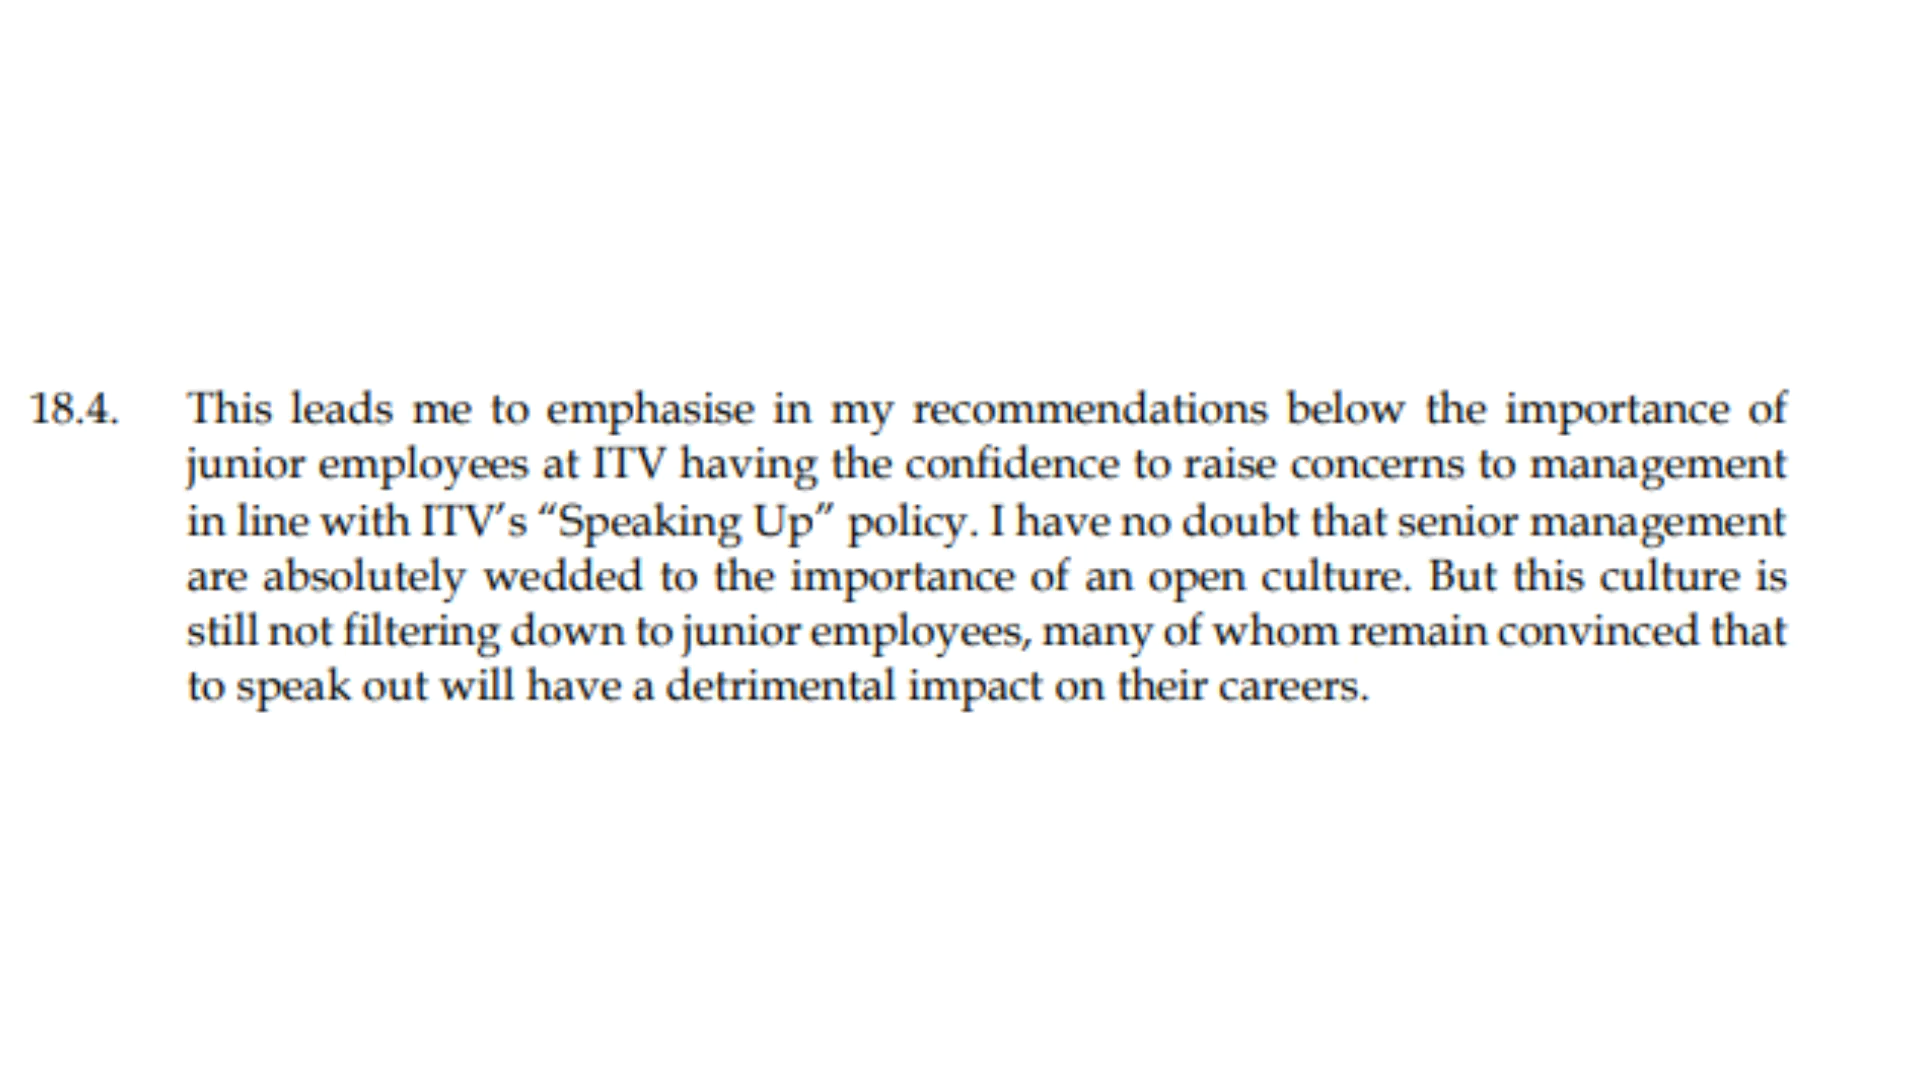 18.4. This leads me to emphasise in my recommendations below the importance of
junior employees at ITV having the confidence to raise concerns to management
in line with ITV's “Speaking Up” policy. I have no doubt that senior management
are absolutely wedded to the importance of an open culture. But this culture is
still not filtering down to junior employees, many of whom remain convinced that
to speak out will have a detrimental impact on their careers.